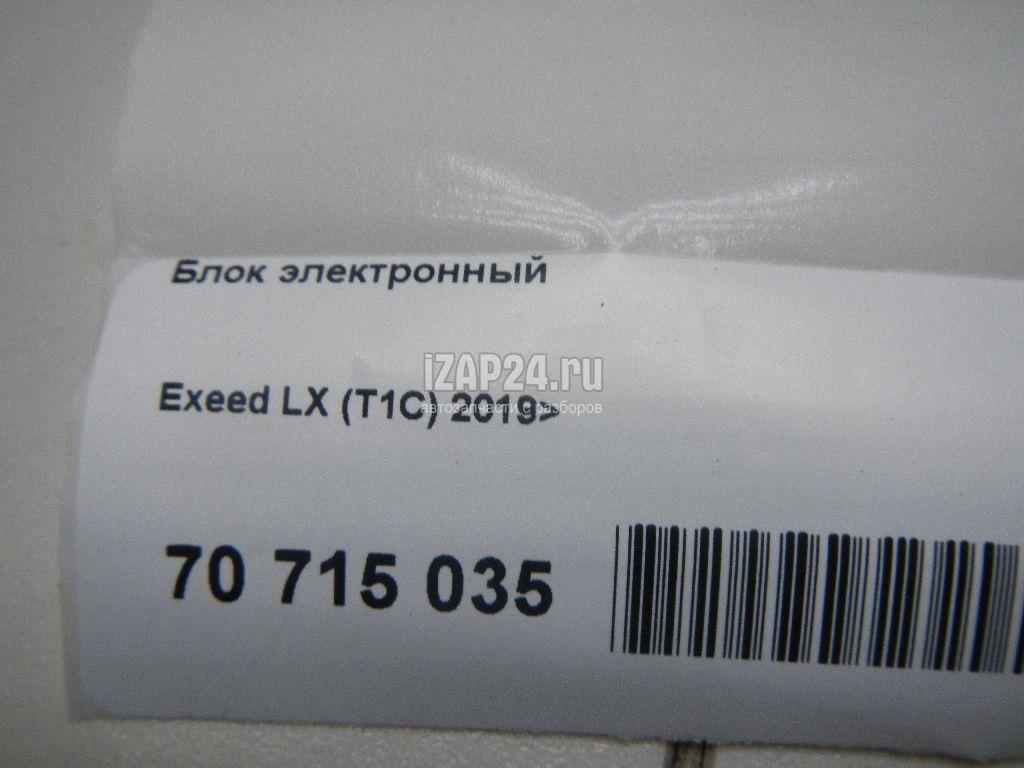 Блок электронный
iZAP24.ru
Exeed LX (T1C) 2019>
автозапчасти с разборов
70 715 035